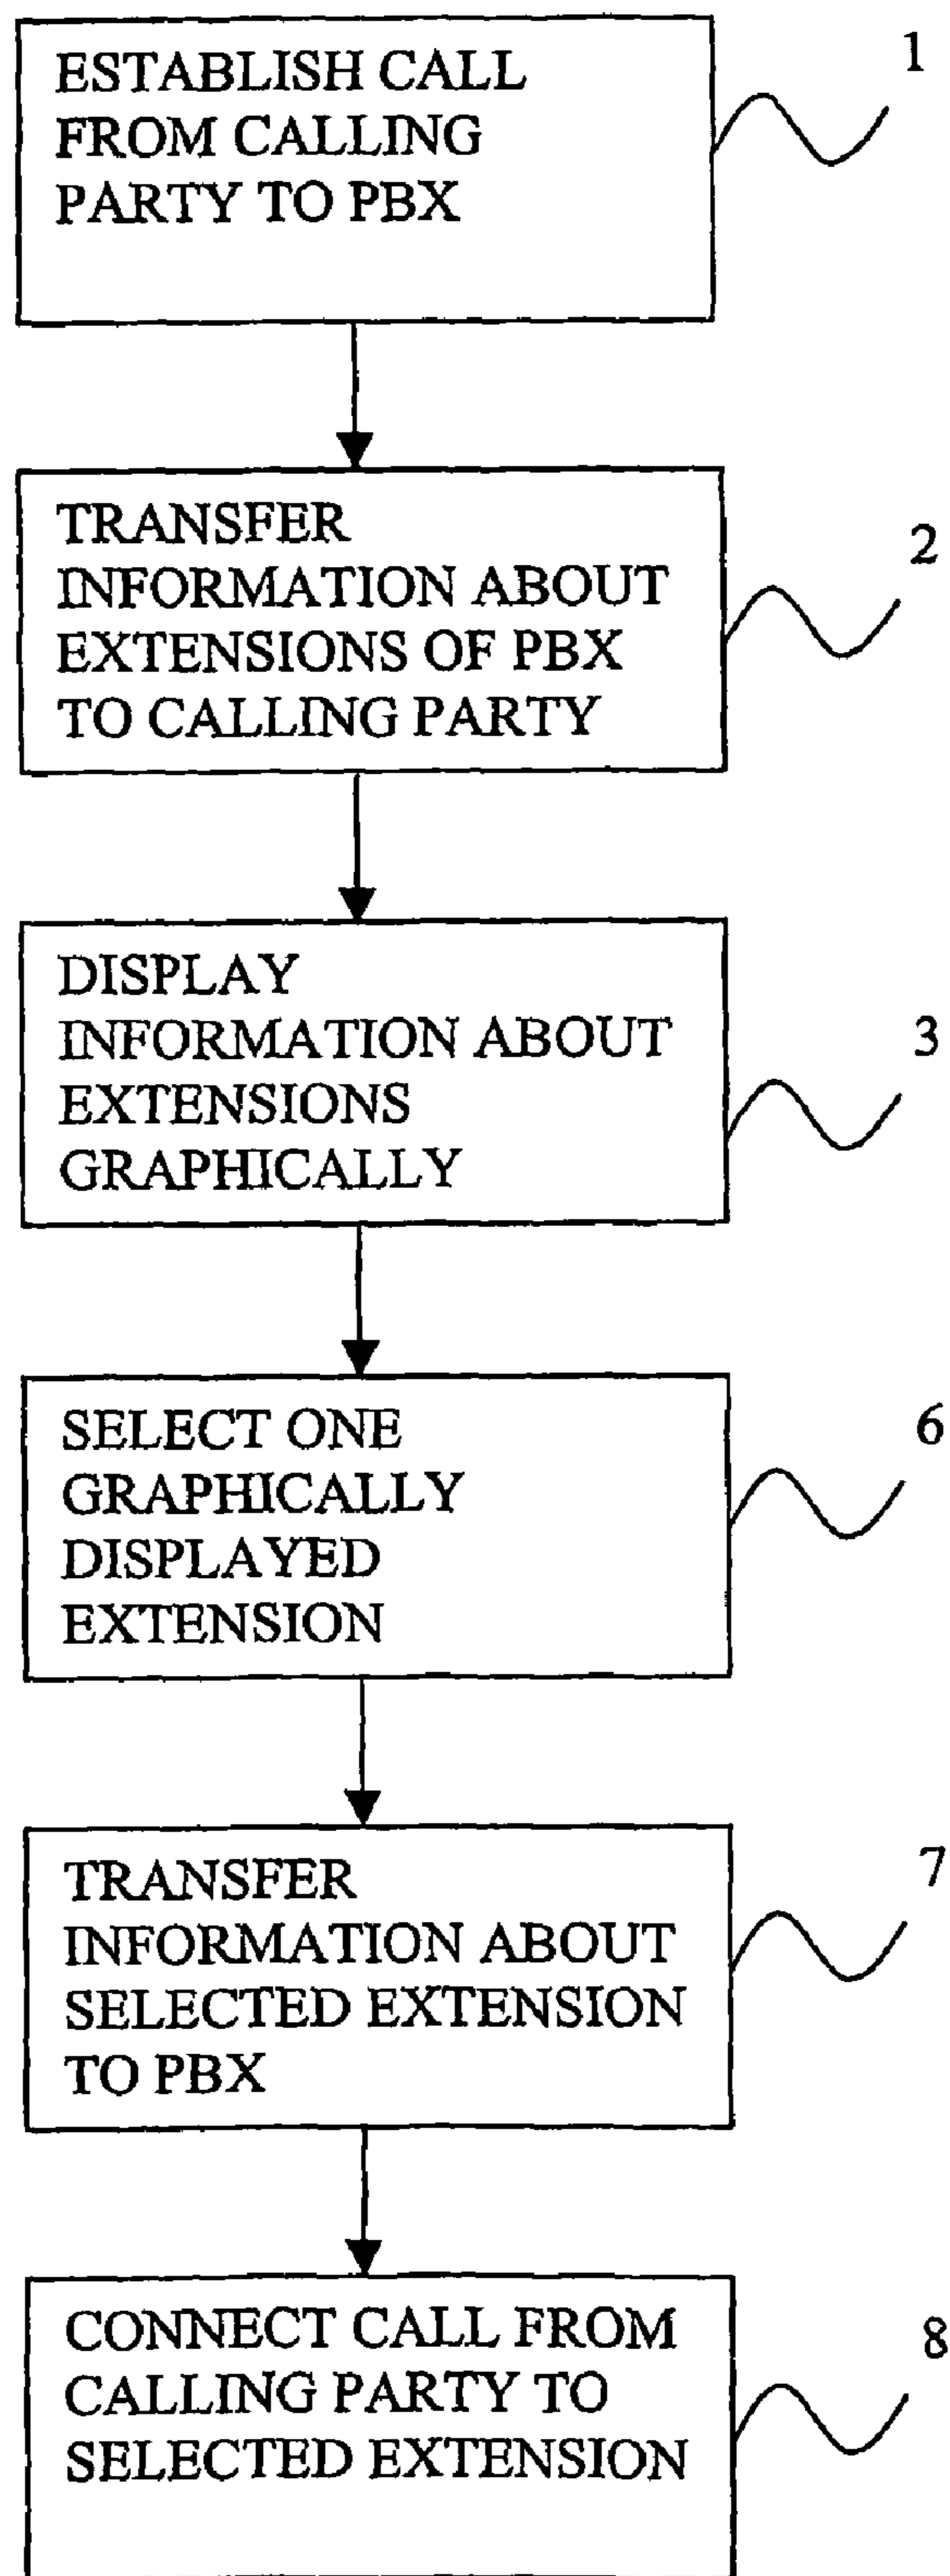 ESTABLISH CALL
FROM CALLING
PARTY TO PBX
1
TRANSFER
INFORMATION ABOUT
EXTENSIONS OF PBX
TO CALLING PARTY
2
DISPLAY
INFORMATION ABOUT
EXTENSIONS
GRAPHICALLY
3
SELECT ONE
GRAPHICALLY
DISPLAYED
EXTENSION
6
TRANSFER
INFORMATION ABOUT
SELECTED EXTENSION
TO PBX
7
CONNECT CALL FROM
CALLING PARTY TO
SELECTED EXTENSION
8